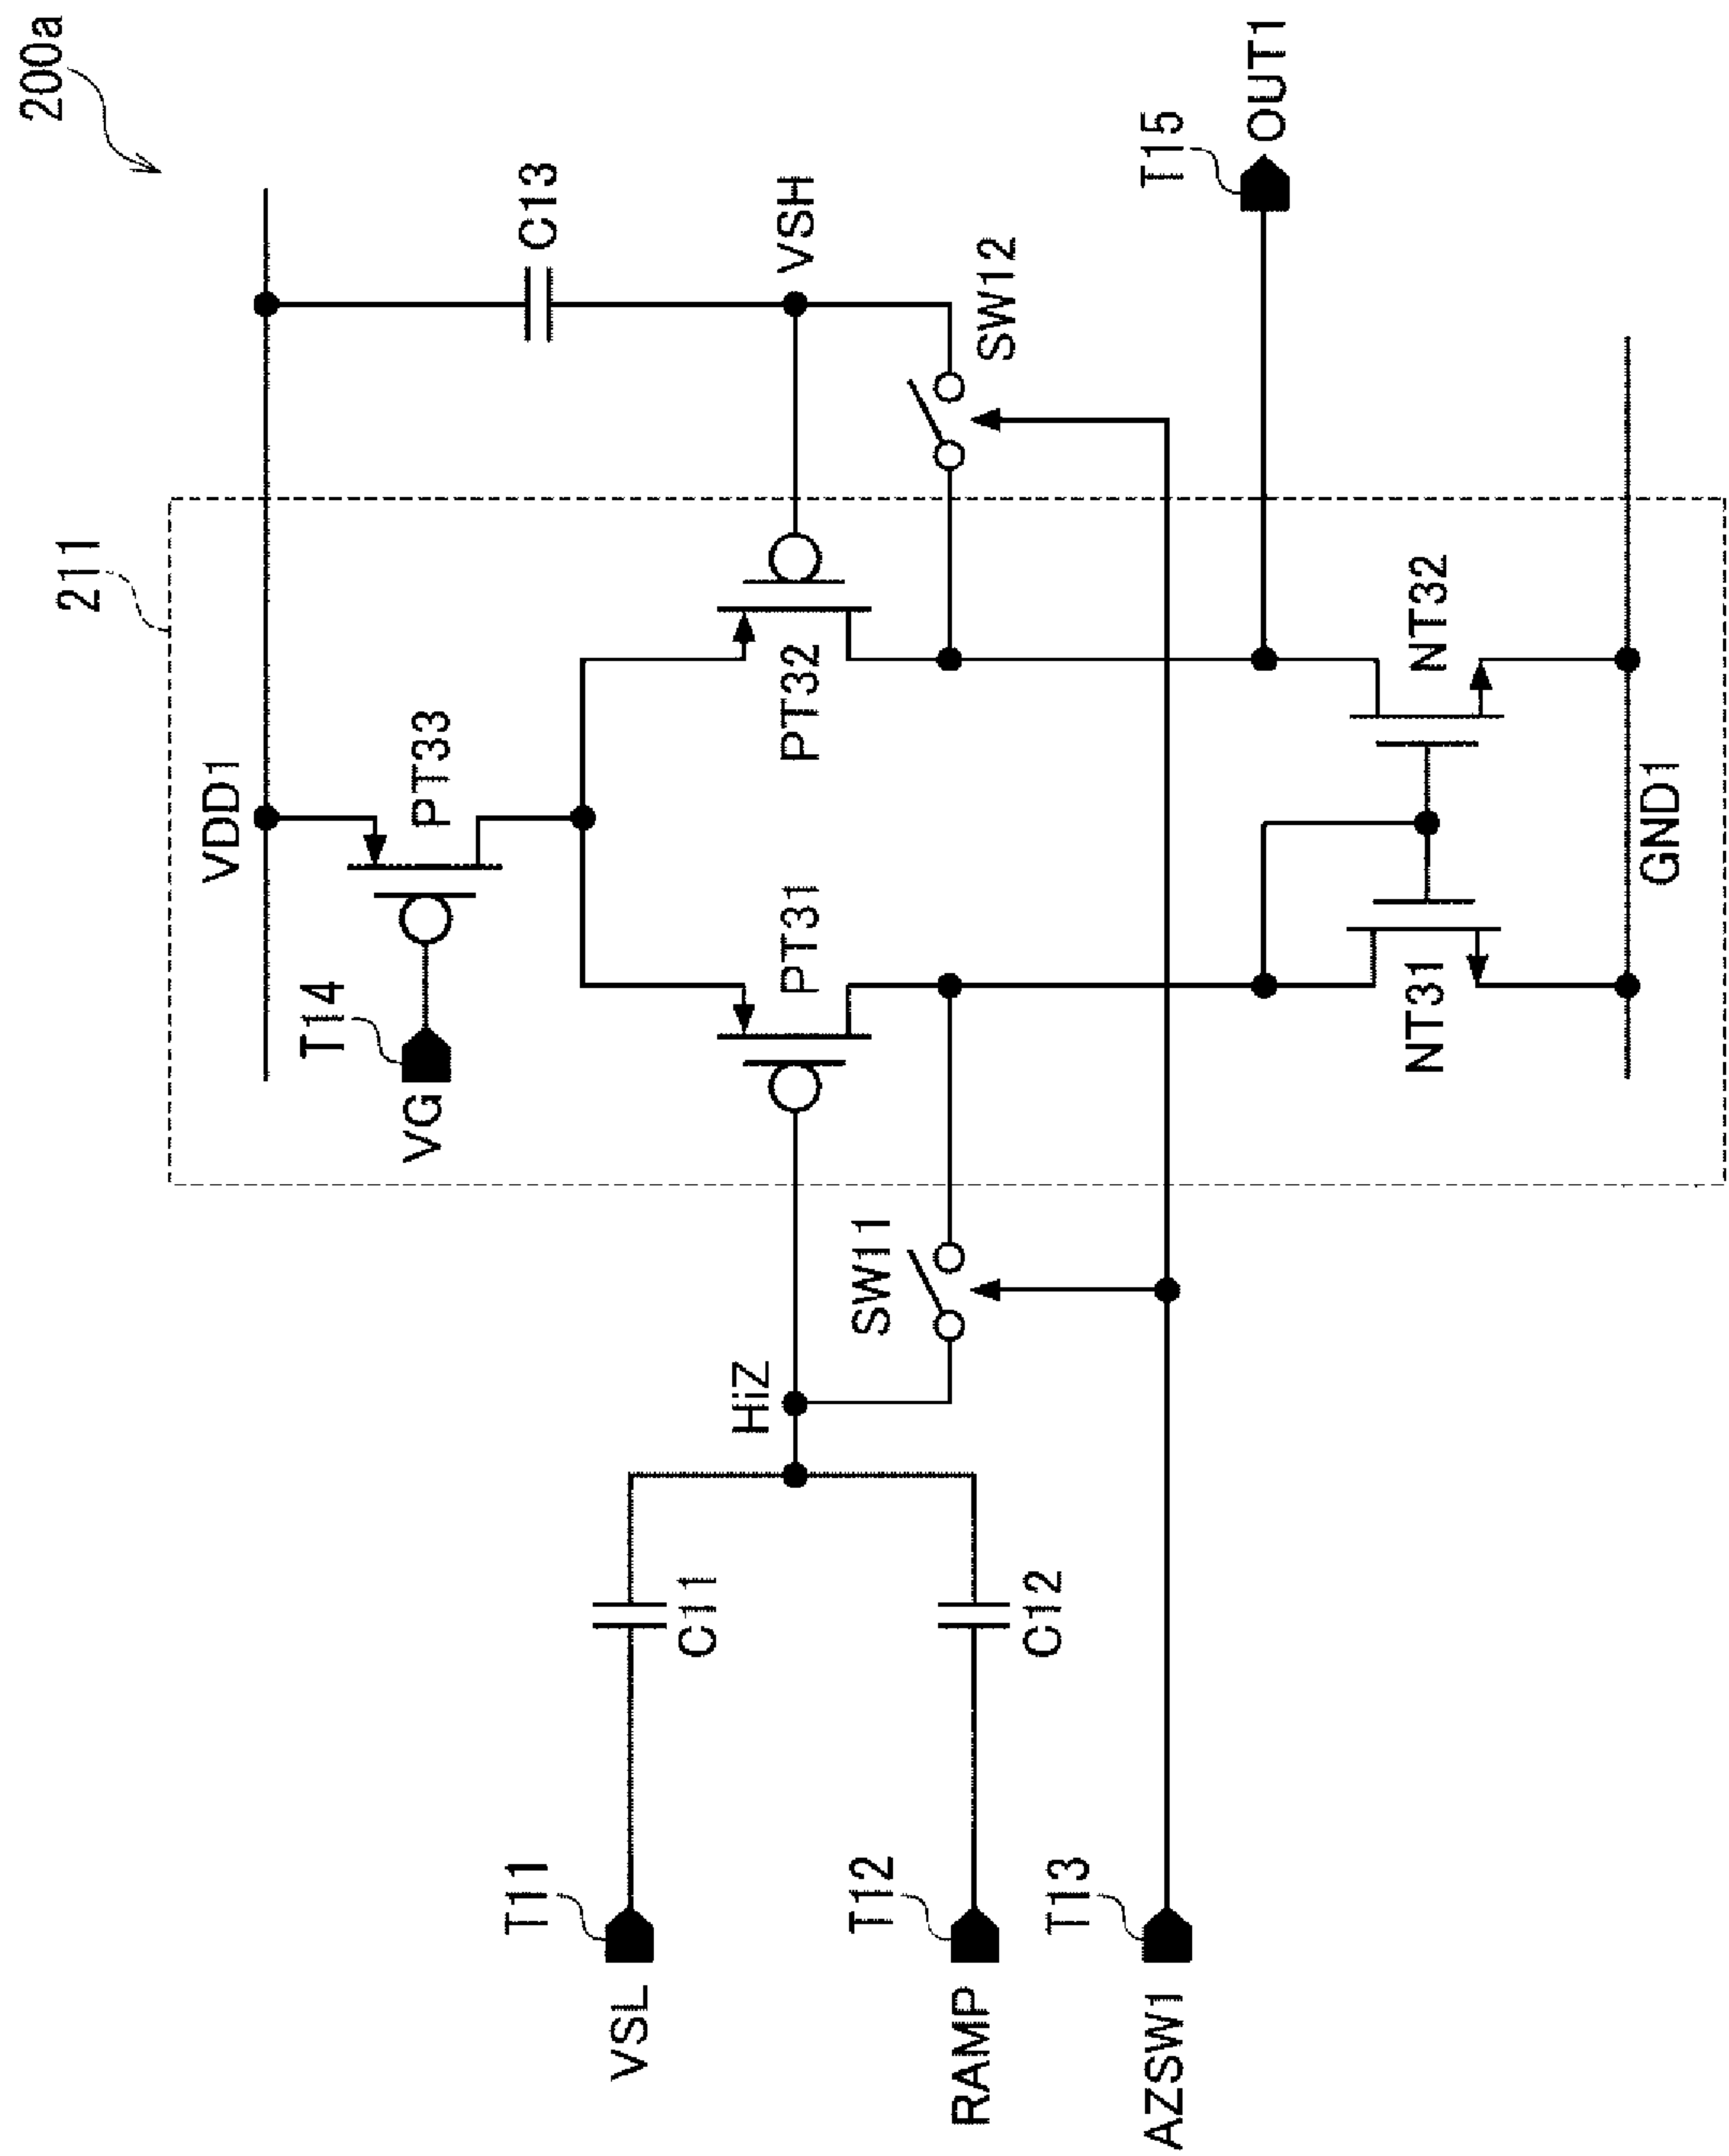 200a
211
VDD1
T14
VG
PT33
C13
VSH
PT31
PT32
SW11
SW12
HiZ
T11
VSL
C11
T12
RAMP
C12
T13
AZSW1
T15
OUT1
NT31
NT32
GND1